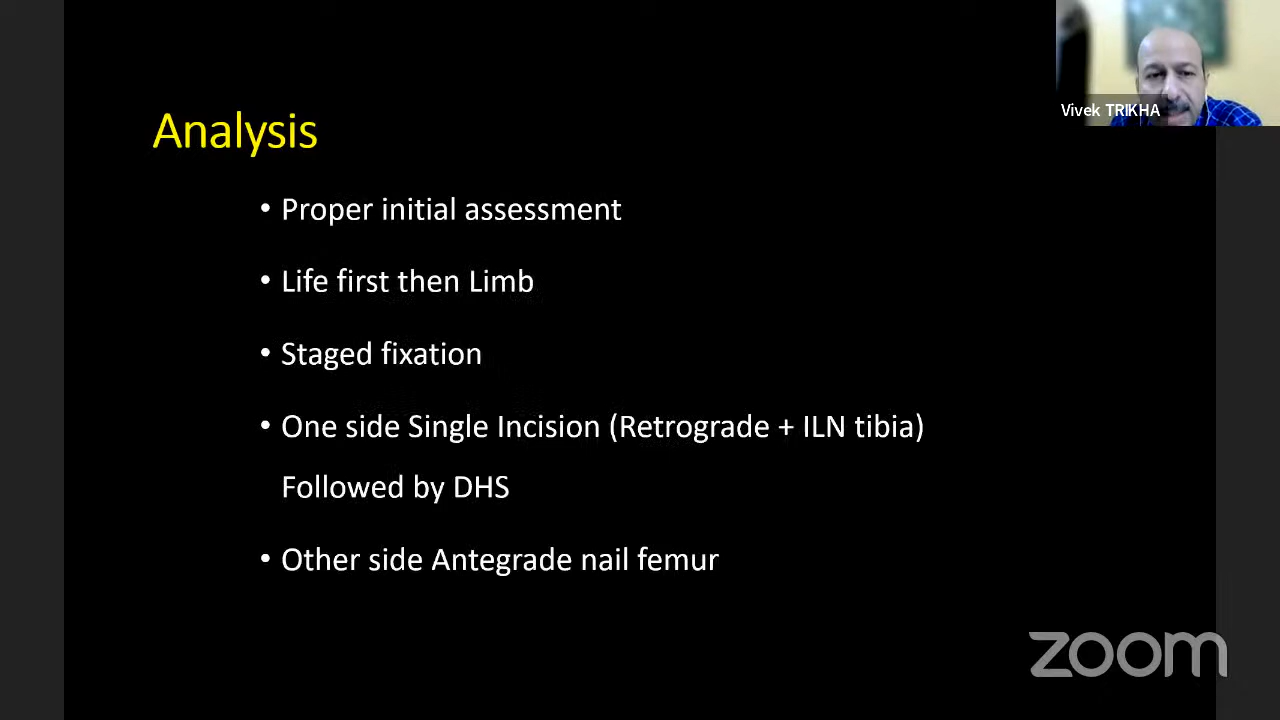 Vivek TRIKHA
Analysis
• Proper initial assessment
• Life first then Limb
• Staged fixation
• One side Single Incision (Retrograde + ILN tibia)
Followed by DHS
• Other side Antegrade nail femur
zoom